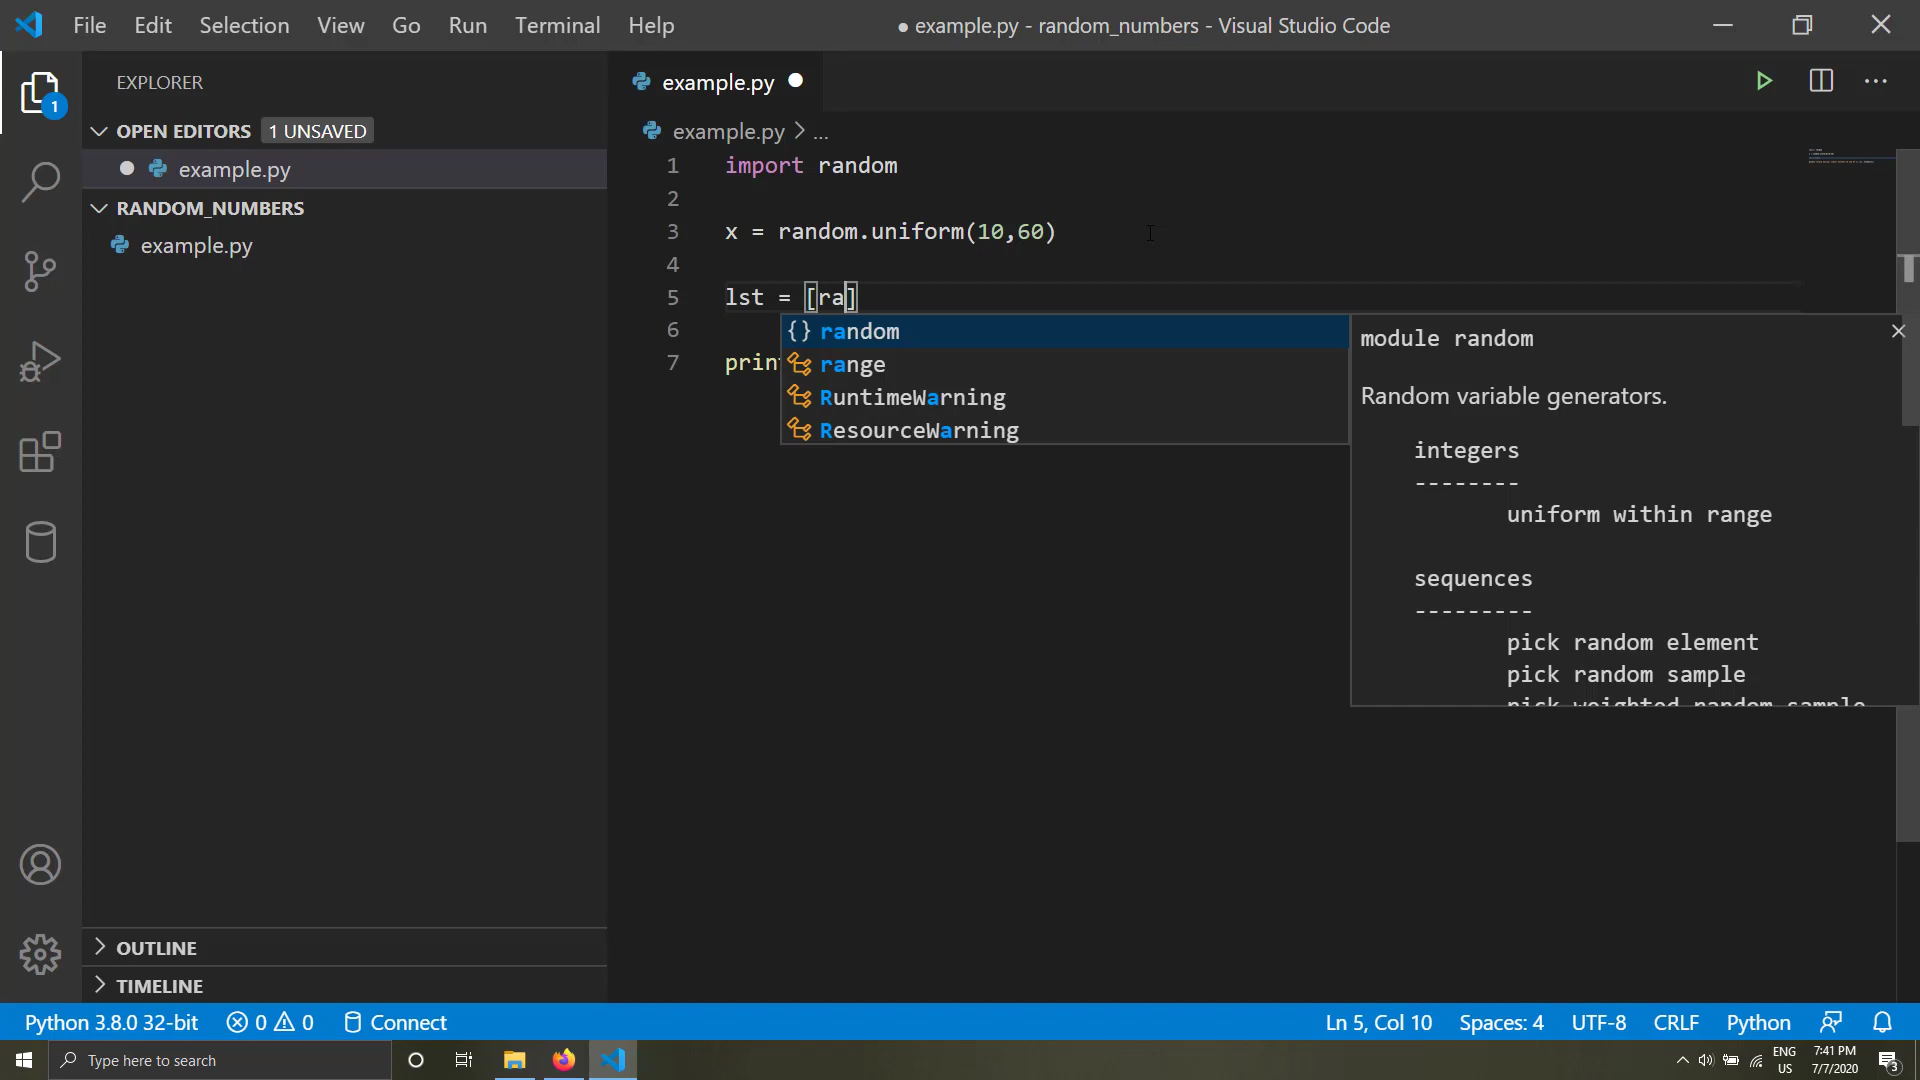 File Edit Selection View Go Run Terminal Help
● example.py - random_numbers - Visual Studio Code
EXPLORER
OPEN EDITORS 1 UNSAVED
example.py
RANDOM_NUMBERS
example.py
OUTLINE
TIMELINE
1
example.py
example.py > ...
1 import random
2
3 x = random.uniform(10,60)
4
5 lst = [ra]
6
7 prin
random
range
RuntimeWarning
ResourceWarning
module random
Random variable generators.
integers
--------
uniform within range
sequences
---------
pick random element
pick random sample
pick weighted random sample
Python 3.8.0 32-bit 0 0 Connect
Ln 5, Col 10 Spaces: 4 UTF-8 CRLF Python
Type here to search
ENG
US
7:41 PM
7/7/2020
3